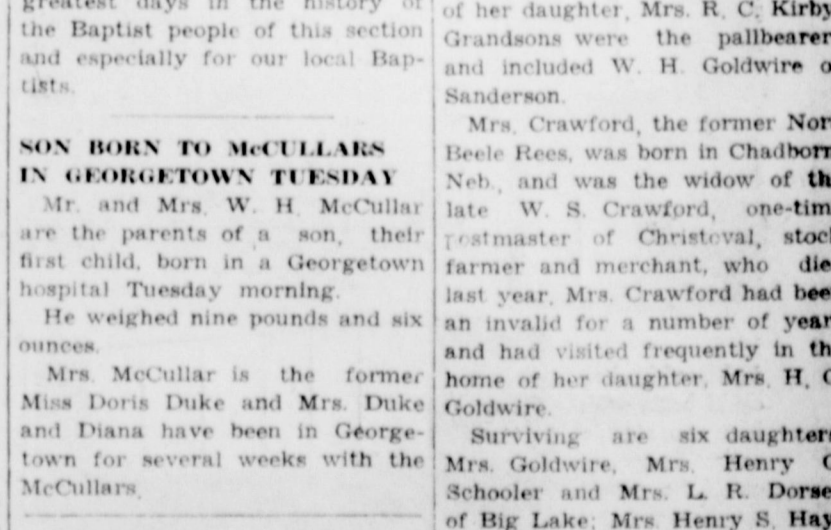 greatest days in the history of
the Baptist people of this section
and especially for our local Bap-
tists.
SON BORN TO McCULLARS
IN GEORGETOWN TUESDAY
Mr. and Mrs. W. H. McCullar
are the parents of a son, their
first child, born in a Georgetown
hospital Tuesday morning.
He weighed nine pounds and six
ounces.
Mrs. McCullar is the former
Miss Doris Duke and Mrs. Duke
and Diana have been in George-
town for several weeks with the
McCullars.
of her daughter, Mrs. R. C. Kirby
Grandsons were the pallbearer
and included W. H. Goldwire o
Sanderson.
Mrs. Crawford, the former Nor
Beele Rees, was born in Chadborn
Neb., and was the widow of th
late W. S. Crawford, one-tim
postmaster of Christoval, stoc
farmer and merchant, who die
last year. Mrs. Crawford had bee
an invalid for a number of year
and had visited frequently in th
home of her daughter, Mrs. H. C
Goldwire.
Surviving are six daughter
Mrs. Goldwire, Mrs. Henry C
Schooler and Mrs. L. R. Dorse
of Big Lake; Mrs. Henry S. Hay